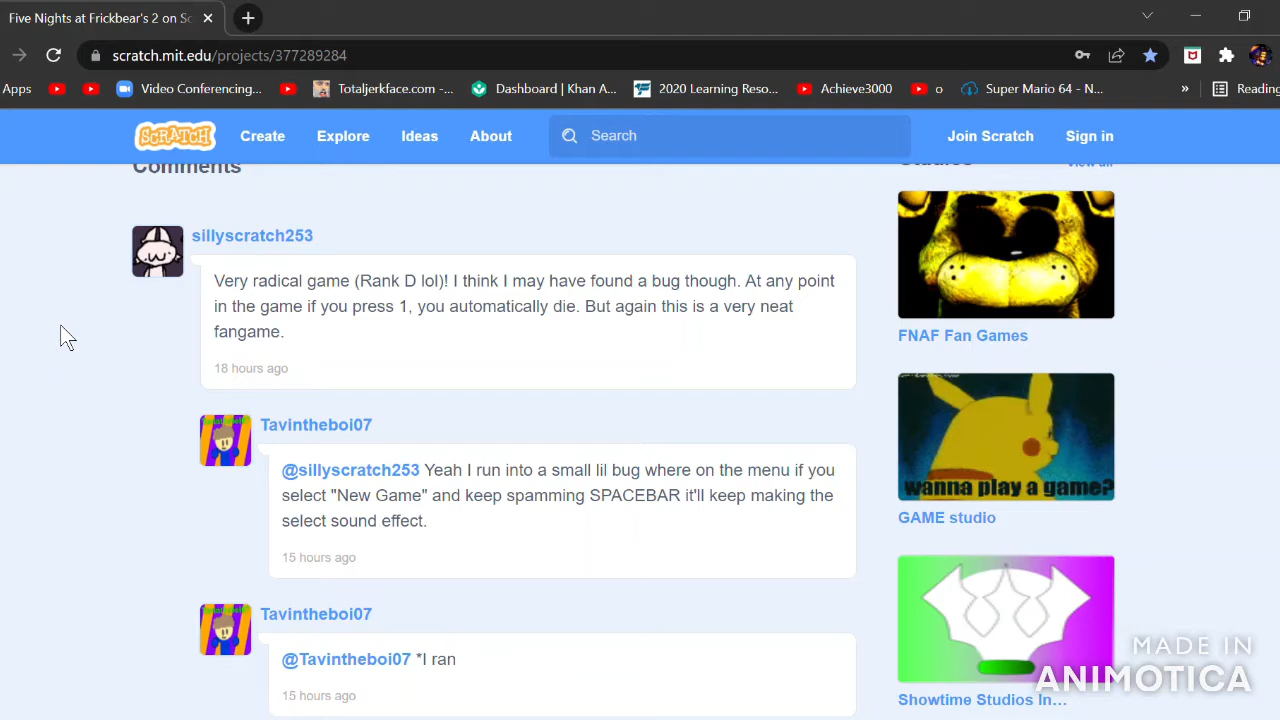 Five Nights at Frickbear's 2 on Sc
scratch.mit.edu/projects/377289284
Apps
Video Conferencing...
Totaljerkface.com -...
Dashboard | Khan A...
2020 Learning Reso...
Achieve3000
o
Super Mario 64 - N...
»
Reading
SCRATCH
Create
Explore
Ideas
About
Search
Join Scratch
Sign in
Comments
Studios
View all
sillyscratch253
Very radical game (Rank D lol)! I think I may have found a bug though. At any point
in the game if you press 1, you automatically die. But again this is a very neat
fangame.
18 hours ago
FNAF Fan Games
Tavintheboi07
@sillyscratch253 Yeah I run into a small lil bug where on the menu if you
select "New Game" and keep spamming SPACEBAR it'll keep making the
select sound effect.
15 hours ago
wanna play a game?
GAME studio
Tavintheboi07
@Tavintheboi07 *I ran
15 hours ago
Showtime Studios In...
MADE IN
ANIMOTICA